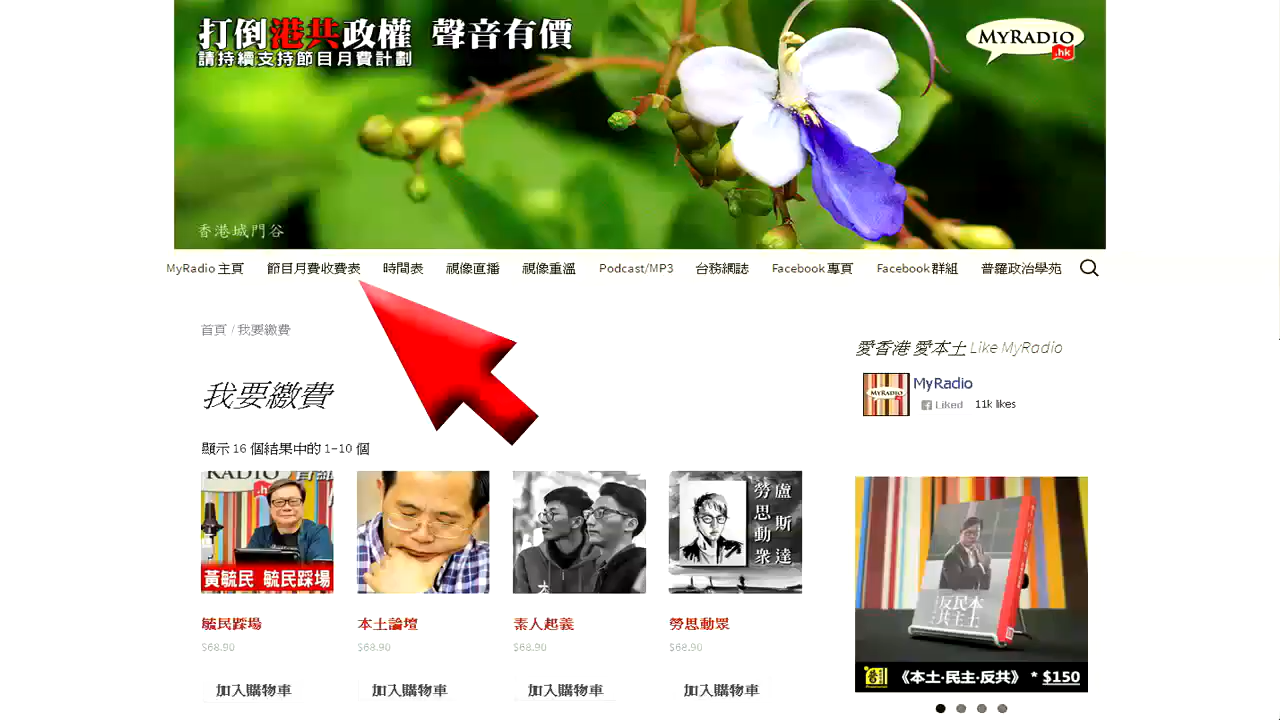 打倒港共政權 聲音有價
請持續支持節目月費計劃
MYRADIO
.hk
香港城門谷
MyRadio 主頁 節目月費收費表 時間表 視像直播 視像重溫 Podcast/MP3 台務網誌 Facebook 專頁 Facebook 群組 普羅政治學苑
首頁 / 我要繳費
我要繳費
顯示 16 個結果中的 1–10 個
黃毓民 毓民踩場
勞思動眾
盧斯達
毓民踩場 本土論壇 素人起義 勞思動眾
$68.90 $68.90 $68.90 $68.90
加入購物車 加入購物車 加入購物車 加入購物車
愛香港 愛本土 Like MyRadio
MyRadio
Liked 11k likes
本土
民主
反共
《本土‧民主‧反共》 * $150